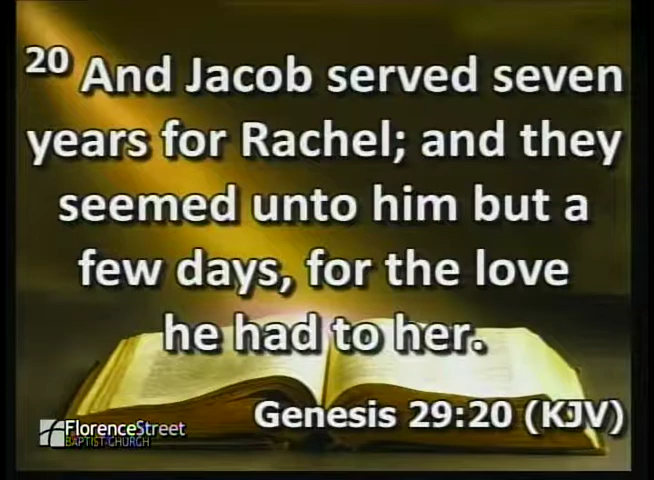 20 And Jacob served seven
years for Rachel; and they
seemed unto him but a
few days, for the love
he had to her.
Genesis 29:20 (KJV)
FlorenceStreet
BAPTIST·CHURCH